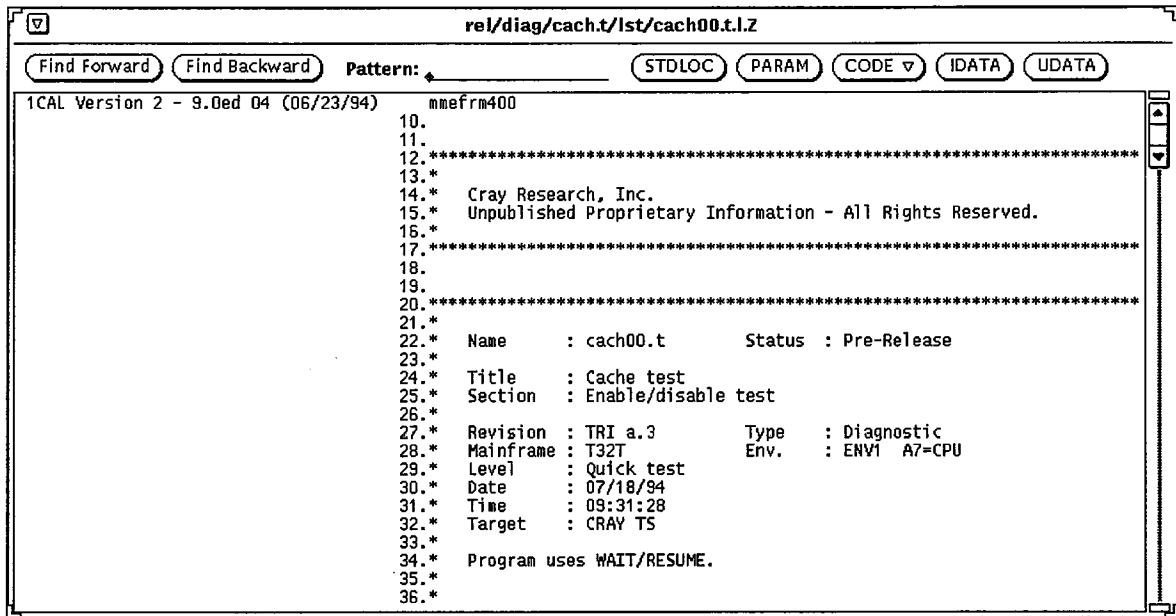 rel/diag/cach.t/lst/cach00.t.l.Z
Find Forward Find Backward Pattern: STDLOC PARAM CODE IDATA UDATA
1CAL Version 2 - 9.0ed 04 (06/23/94) mmefrm400
10.
11.
12.*************************************************************************
13.*
14.* Cray Research, Inc.
15.* Unpublished Proprietary Information - All Rights Reserved.
16.*
17.*************************************************************************
18.
19.
20.*************************************************************************
21.*
22.* Name : cach00.t Status : Pre-Release
23.*
24.* Title : Cache test
25.* Section : Enable/disable test
26.*
27.* Revision : TRI a.3 Type : Diagnostic
28.* Mainframe : T32T Env. : ENV1 A7=CPU
29.* Level : Quick test
30.* Date : 07/18/94
31.* Time : 09:31:28
32.* Target : CRAY TS
33.*
34.* Program uses WAIT/RESUME.
35.*
36.*